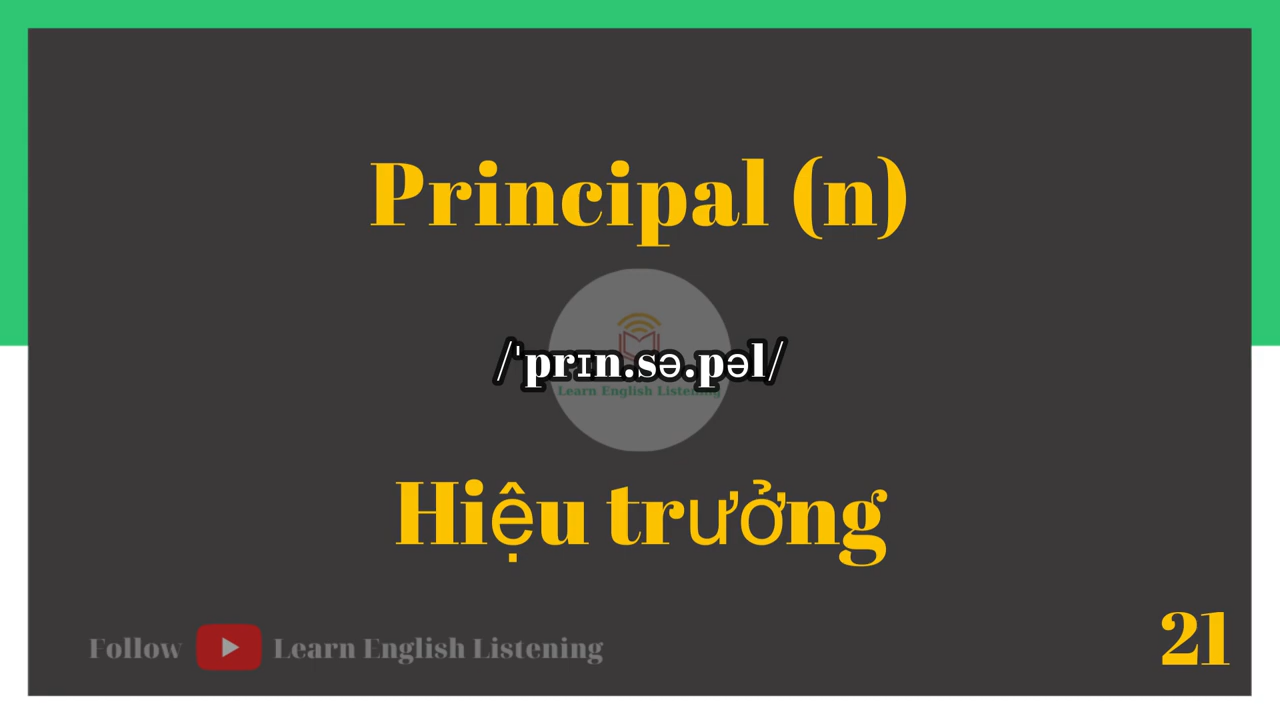 Principal (n)
/ˈprɪn.sə.pəl/
Learn English Listening
Hiệu trưởng
Follow Learn English Listening
21